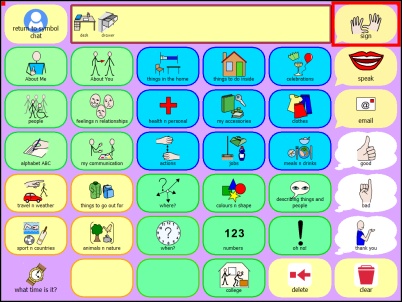 return to symbol
chat
desk
drawer
sign
About Me
About You
things in the home
things to do inside
celebrations
speak
people
feelings n relationships
health n personal
my accessories
clothes
email
alphabet ABC
my communication
actions
jobs
meals n drinks
good
travel n weather
things to go out for
where?
colours n shape
describing things and
people
bad
sport n countries
animals n nature
when?
123
numbers
oh no!
thank you
what time is it?
college
delete
clear